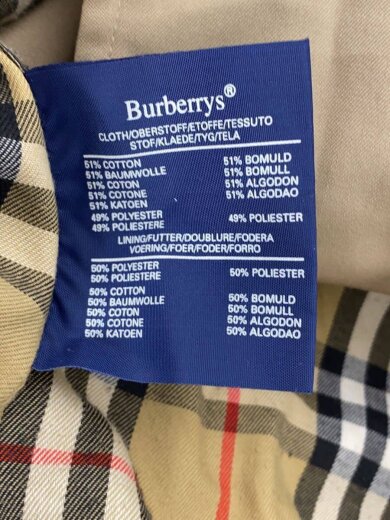 Burberrys®
CLOTH/OBERSTOFF/ETOFFE/TESSUTO
STOF/KLAEDE/TYG/TELA
51% COTTON 51% BOMULD
51% BAUMWOLLE 51% BOMULL
51% COTON 51% ALGODON
51% COTONE 51% ALGODAO
51% KATOEN
49% POLYESTER 49% POLIESTER
49% POLIESTERE
LINING/FUTTER/DOUBLURE/FODERA
VOERING/FOER/FODER/FORRO
50% POLYESTER 50% POLIESTER
50% POLIESTERE
50% COTTON
50% BAUMWOLLE 50% BOMULD
50% COTON 50% BOMULL
50% COTONE 50% ALGODON
50% KATOEN 50% ALGODAO